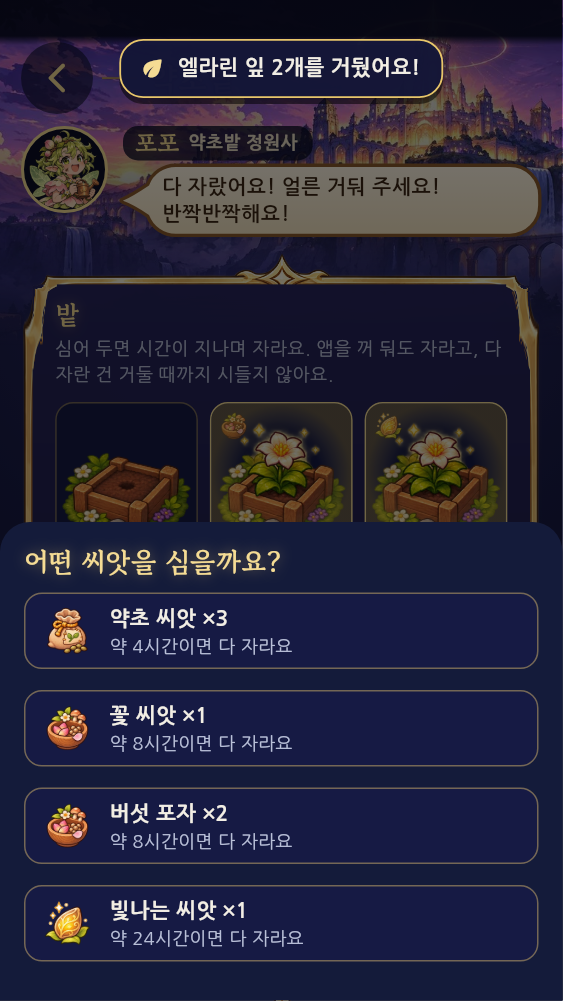 엘라린 잎 2개를 거뒀어요!
포포 약초밭 정원사
다 자랐어요! 얼른 거둬 주세요!
반짝반짝해요!
밭
심어 두면 시간이 지나며 자라요. 앱을 꺼 둬도 자라고, 다
자란 건 거둘 때까지 시들지 않아요.
어떤 씨앗을 심을까요?
약초 씨앗 ×3
약 4시간이면 다 자라요
꽃 씨앗 ×1
약 8시간이면 다 자라요
버섯 포자 ×2
약 8시간이면 다 자라요
빛나는 씨앗 ×1
약 24시간이면 다 자라요